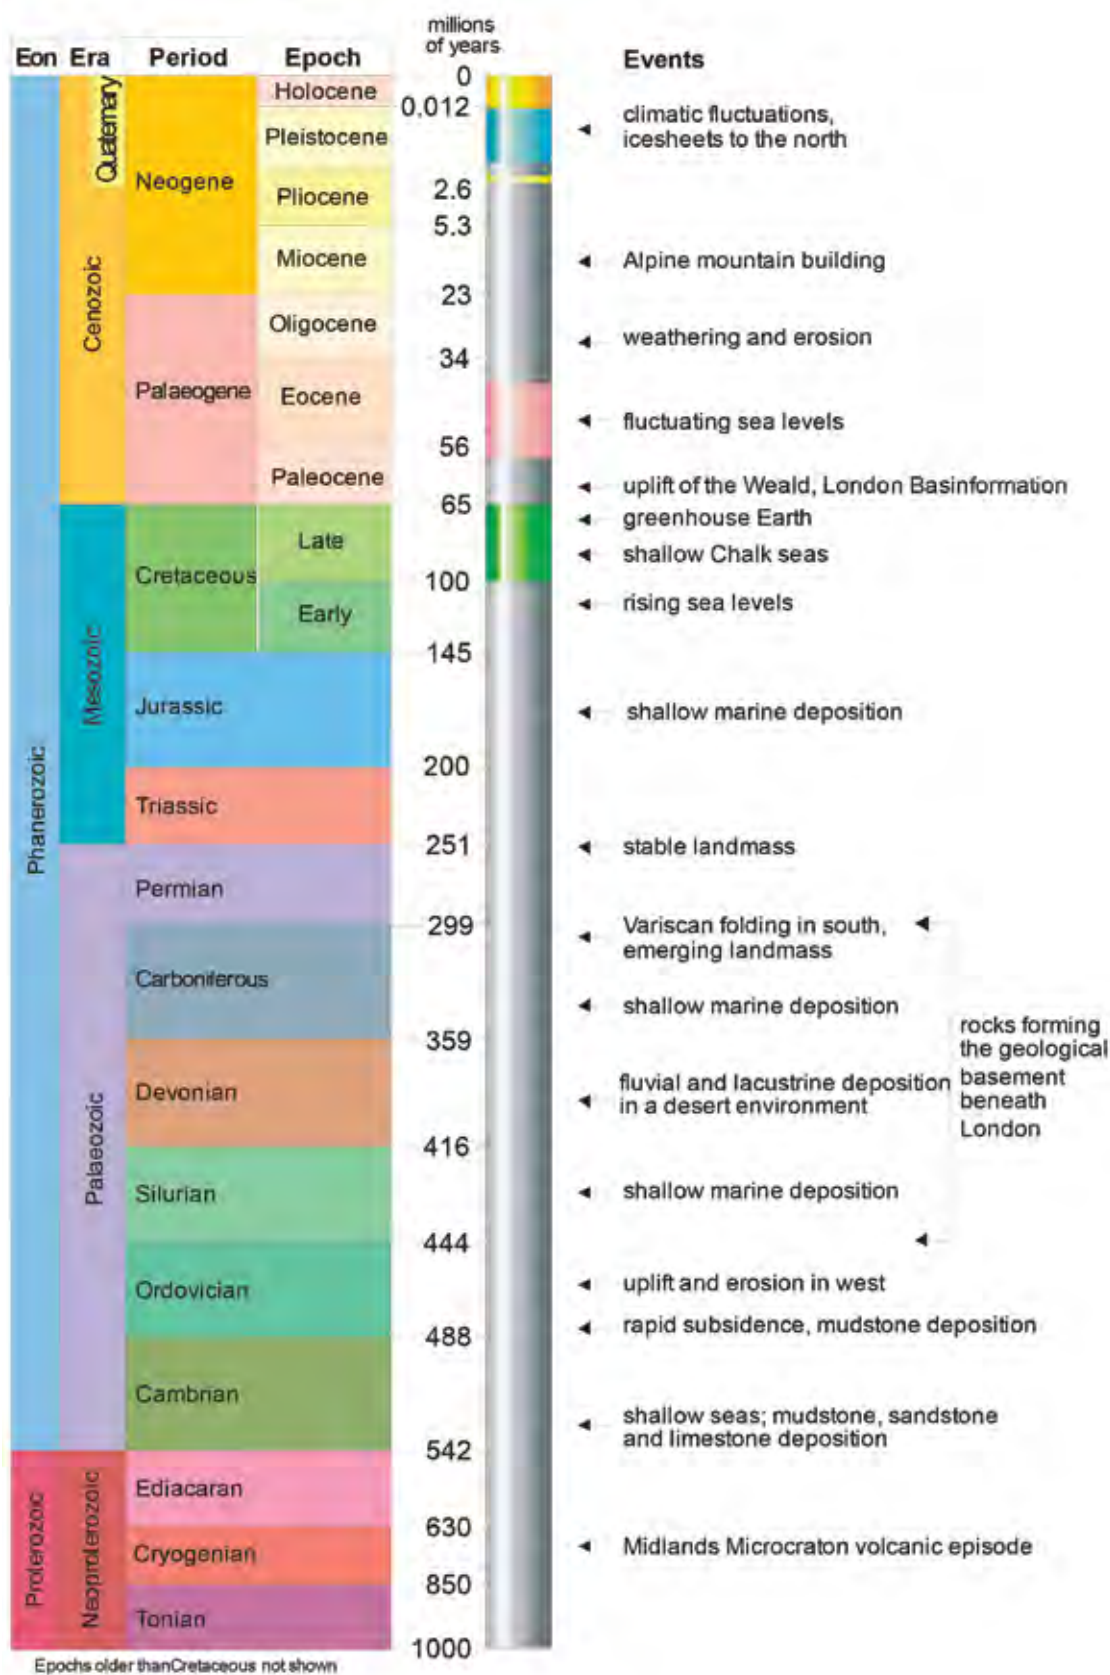 millions
of years
Eon Era Period Epoch Events
0
Holocene
0.012
Quaternary
climatic fluctuations,
icesheets to the north
Pleistocene
Neogene
2.6
Pliocene
5.3
Miocene
Alpine mountain building
Cenozoic
23
Oligocene
weathering and erosion
34
Palaeogene
Eocene
fluctuating sea levels
56
Paleocene
uplift of the Weald, London Basinformation
65
greenhouse Earth
Late
shallow Chalk seas
Cretaceous
100
rising sea levels
Early
Mesozoic
145
Jurassic
shallow marine deposition
200
Triassic
Phanerozoic
251
stable landmass
Permian
299
Variscan folding in south,
emerging landmass
Carboniferous
shallow marine deposition
359
rocks forming
the geological
basement
beneath
London
Devonian
fluvial and lacustrine deposition
in a desert environment
Palaeozoic
416
Silurian
shallow marine deposition
444
Ordovician
uplift and erosion in west
488
rapid subsidence, mudstone deposition
Cambrian
shallow seas; mudstone, sandstone
and limestone deposition
542
Ediacaran
Proterozoic
Neoproterozoic
630
Cryogenian
Midlands Microcraton volcanic episode
850
Tonian
1000
Epochs older thanCretaceous not shown